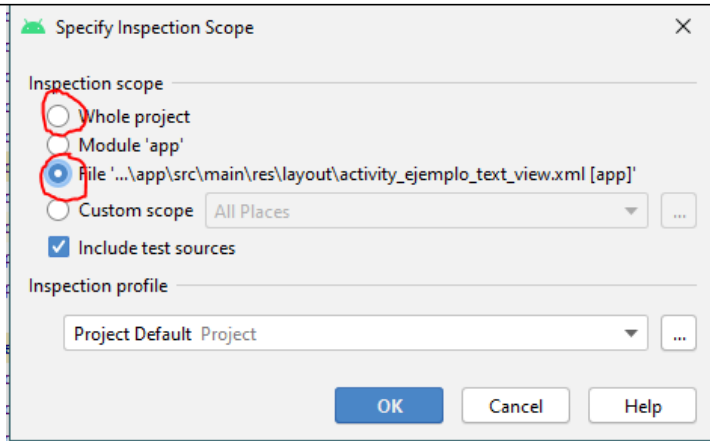 Specify Inspection Scope
Inspection scope
Whole project
Module 'app'
File '...\app\src\main\res\layout\activity_ejemplo_text_view.xml [app]'
Custom scope All Places ...
Include test sources
Inspection profile
Project Default Project ...
OK Cancel Help